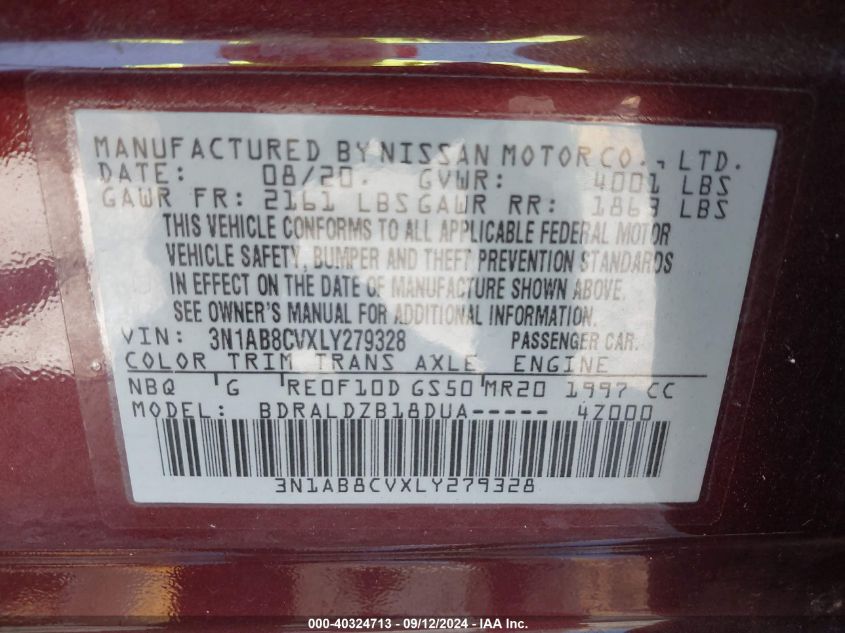 MANUFACTURED BY NISSAN MOTOR CO., LTD.
DATE: 08/20. GVWR: 4001 LBS
GAWR FR: 2161 LBS GAWR RR: 1863 LBS
THIS VEHICLE CONFORMS TO ALL APPLICABLE FEDERAL MOTOR
VEHICLE SAFETY, BUMPER AND THEFT PREVENTION STANDARDS
IN EFFECT ON THE DATE OF MANUFACTURE SHOWN ABOVE.
SEE OWNER'S MANUAL FOR ADDITIONAL INFORMATION.
VIN: 3N1AB8CVXLY279328 PASSENGER CAR.
COLOR TRIM TRANS AXLE ENGINE
NBQ G RE0F10D GS50 MR20 1997 CC
MODEL: BDRALDZB18DUA----- 4Z000
3N1AB8CVXLY279328
000-40324713 - 09/12/2024 - IAA Inc.